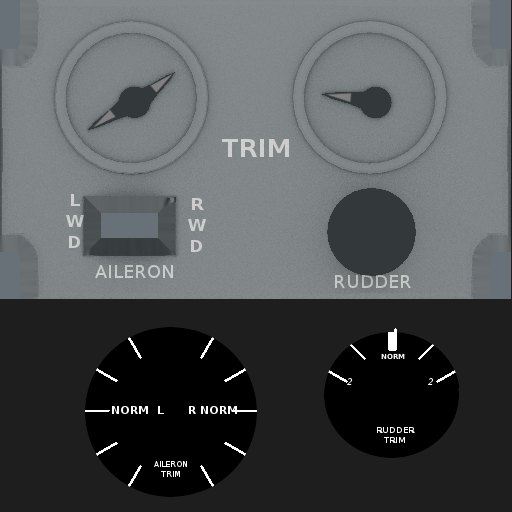 TRIM
L
W
D
R
W
D
AILERON
RUDDER
NORM L R NORM
AILERON
TRIM
NORM
2 2
RUDDER
TRIM